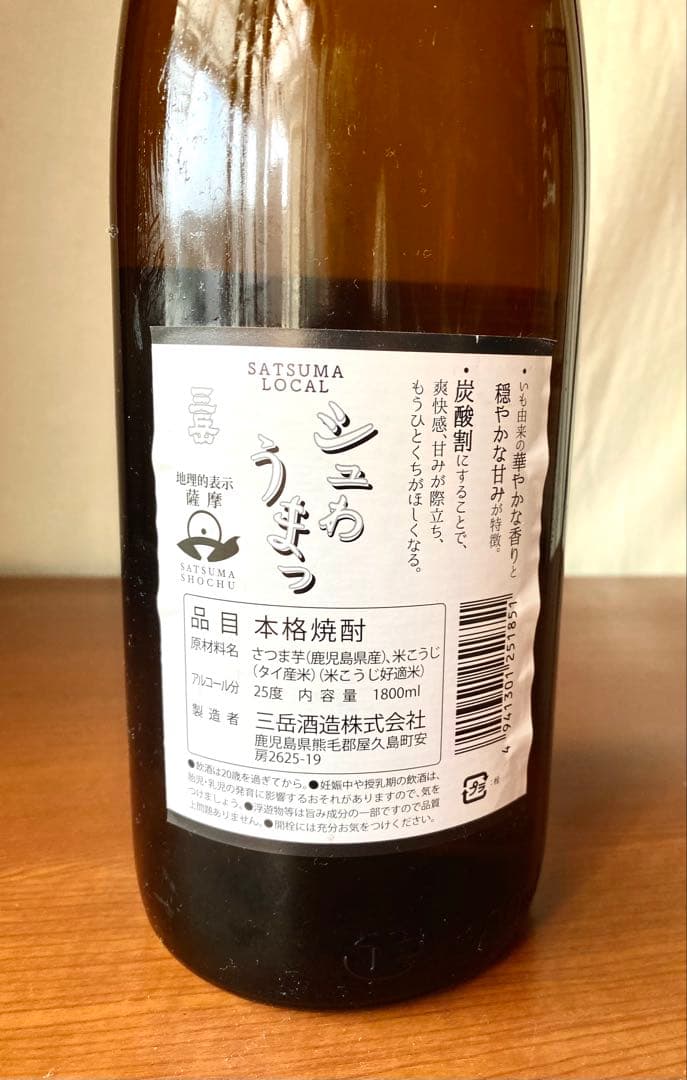 ・いも由来の華やかな香りと
穏やかな甘みが特徴。
・炭酸割にすることで、
爽快感、甘みが際立ち、
もうひとくちがほしくなる。
SATSUMA
LOCAL
シュわ
うまっ
三岳
地理的表示
薩摩
SATSUMA
SHOCHU
品目 本格焼酎
原材料名 さつま芋(鹿児島県産)、米こうじ
(タイ産米)(米こうじ好適米)
アルコール分 25度 内容量 1800ml
製造者 三岳酒造株式会社
鹿児島県熊毛郡屋久島町安
房2625-19
●飲酒は20歳を過ぎてから。●妊娠中や授乳期の飲酒は、
胎児・乳児の発育に影響するおそれがありますので、気を
つけましょう。●浮遊物等は旨み成分の一部ですので品質
上問題ありません。●開栓には充分お気をつけください。
4941301251851
プラ :栓